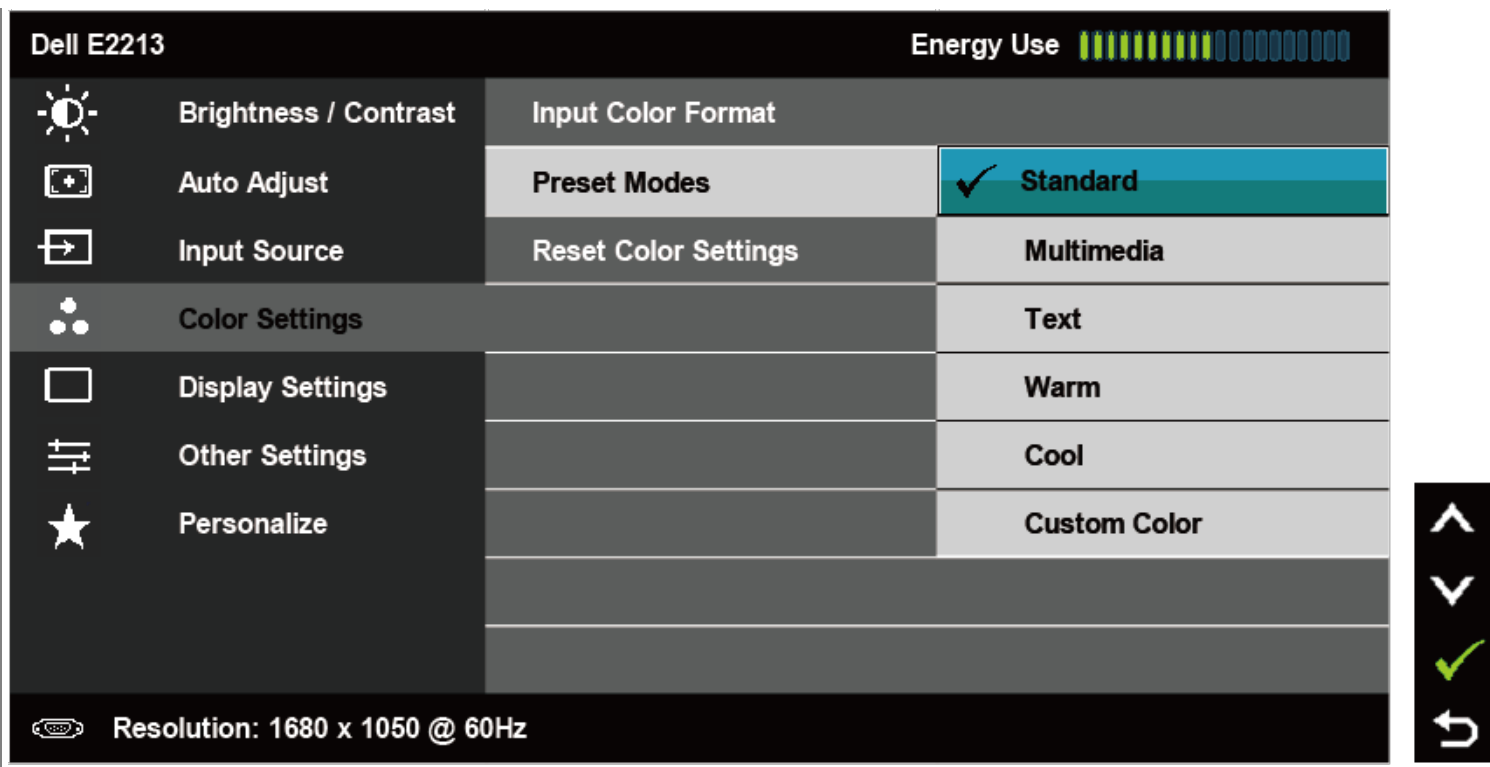 Dell E2213 Energy Use
Brightness / Contrast Input Color Format
Auto Adjust Preset Modes Standard
Input Source Reset Color Settings Multimedia
Color Settings Text
Display Settings Warm
Other Settings Cool
Personalize Custom Color
Resolution: 1680 x 1050 @ 60Hz